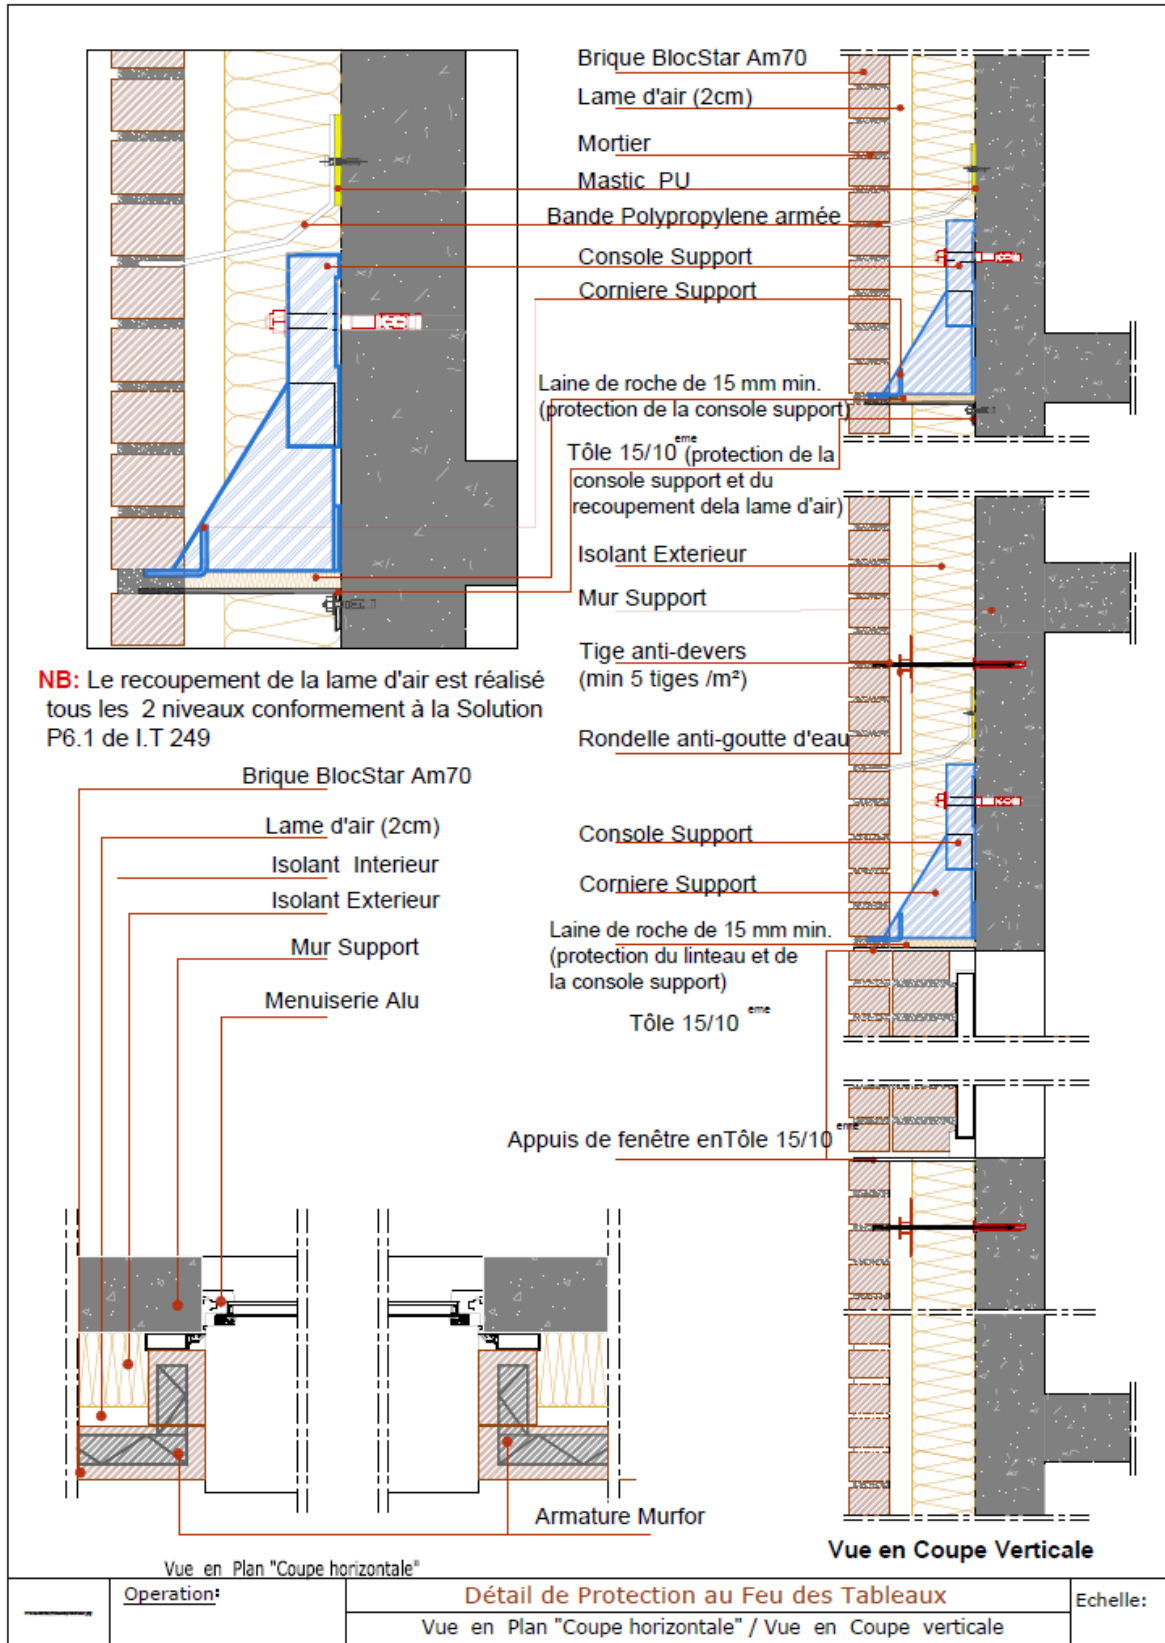 Brique BlocStar Am70
Lame d'air (2cm)
Mortier
Mastic PU
Bande Polypropylene armée
Console Support
Corniere Support
Laine de roche de 15 mm min.
(protection de la console support)
Tôle 15/10 eme (protection de la
console support et du
recoupement dela lame d'air)
Isolant Exterieur
Mur Support
Tige anti-devers
(min 5 tiges /m²)
Rondelle anti-goutte d'eau
Console Support
Corniere Support
Laine de roche de 15 mm min.
(protection du linteau et de
la console support)
Tôle 15/10 eme
Appuis de fenêtre enTôle 15/10 eme
NB: Le recoupement de la lame d'air est réalisé
tous les 2 niveaux conformement à la Solution
P6.1 de I.T 249
Brique BlocStar Am70
Lame d'air (2cm)
Isolant Interieur
Isolant Exterieur
Mur Support
Menuiserie Alu
Armature Murfor
Vue en Plan "Coupe horizontale"
Vue en Coupe Verticale
Operation:
Détail de Protection au Feu des Tableaux
Vue en Plan "Coupe horizontale" / Vue en Coupe verticale
Echelle: